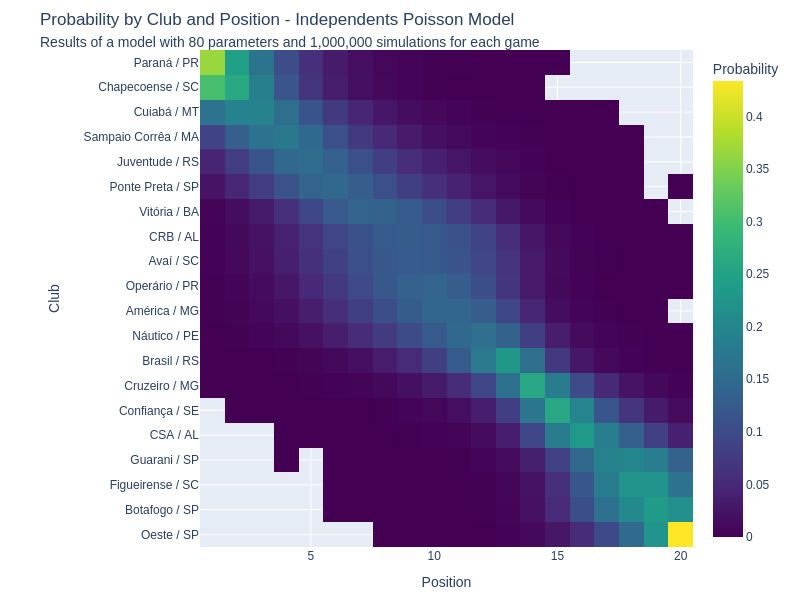 Probability by Club and Position - Independents Poisson Model
Results of a model with 80 parameters and 1,000,000 simulations for each game
Probability
Club
Paraná / PR
Chapecoense / SC
Cuiabá / MT
Sampaio Corrêa / MA
Juventude / RS
Ponte Preta / SP
Vitória / BA
CRB / AL
Avaí / SC
Operário / PR
América / MG
Náutico / PE
Brasil / RS
Cruzeiro / MG
Confiança / SE
CSA / AL
Guarani / SP
Figueirense / SC
Botafogo / SP
Oeste / SP
5
10
15
20
Position
0.4
0.35
0.3
0.25
0.2
0.15
0.1
0.05
0